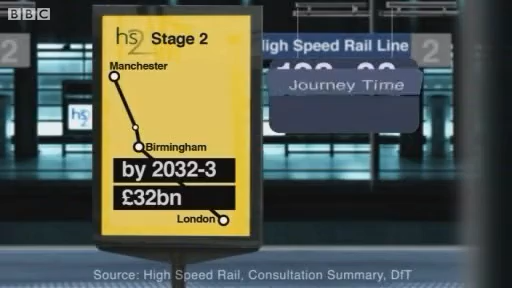 BBC
hs2 Stage 2
Manchester
Birmingham
by 2032-3
£32bn
London
High Speed Rail Line
Journey Time
2
2
hs2
Source: High Speed Rail, Consultation Summary, DfT